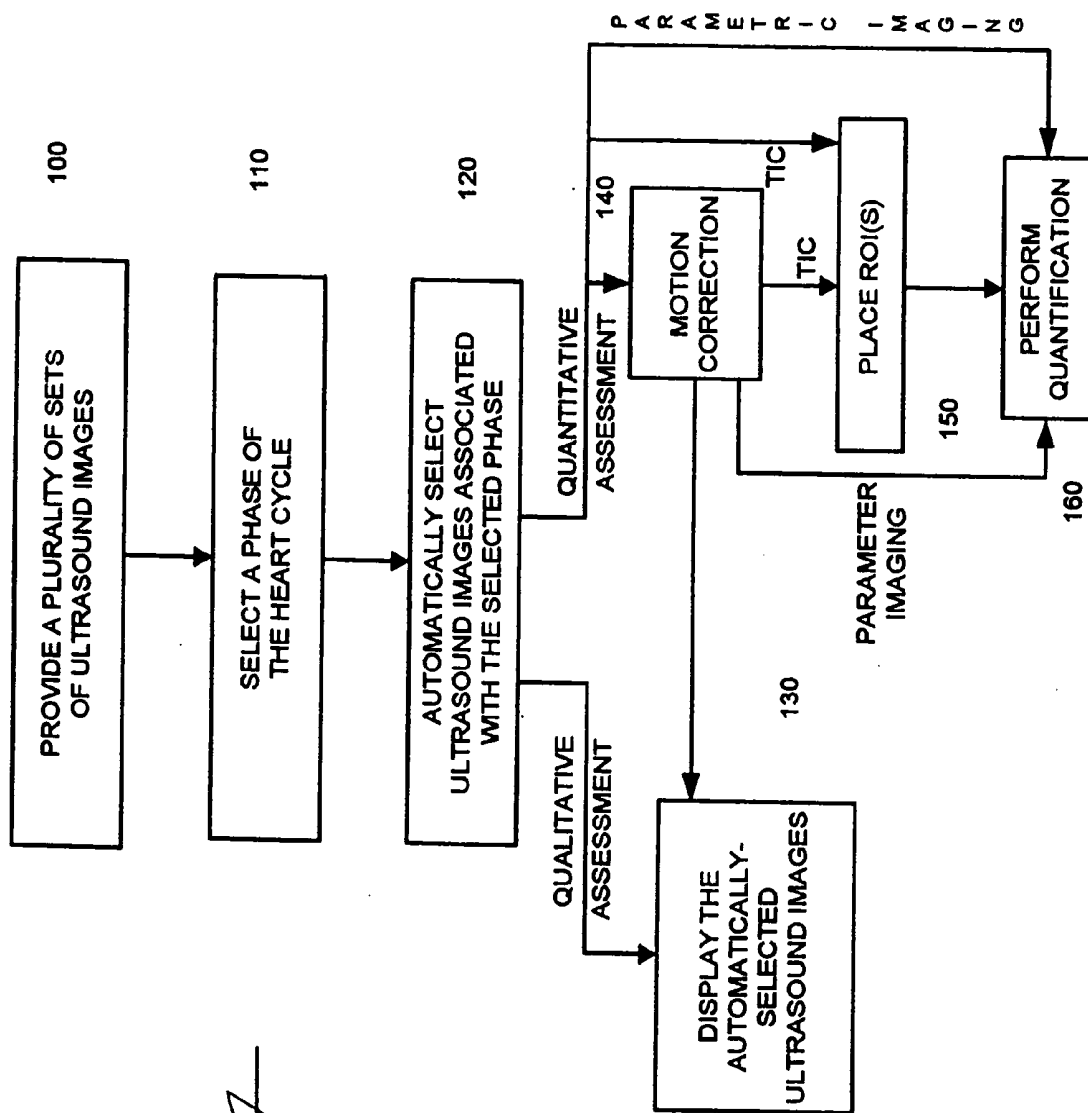 PROVIDE A PLURALITY OF SETS
OF ULTRASOUND IMAGES
100
SELECT A PHASE OF
THE HEART CYCLE
110
AUTOMATICALLY SELECT
ULTRASOUND IMAGES ASSOCIATED
WITH THE SELECTED PHASE
120
QUALITATIVE
ASSESSMENT
QUANTITATIVE
ASSESSMENT
140
DISPLAY THE
AUTOMATICALLY-
SELECTED
ULTRASOUND IMAGES
130
MOTION
CORRECTION
TIC
TIC
PLACE ROI(S)
150
PARAMETER
IMAGING
PERFORM
QUANTIFICATION
160
PARAMETRIC IMAGING